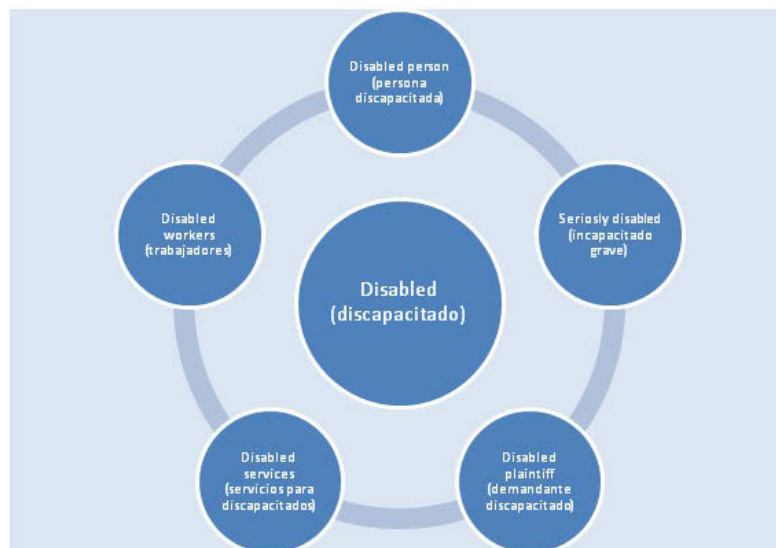 Disabled person
(persona
discapacitada)
Seriosly disabled
(incapacitado
grave)
Disabled
plaintiff
(demandante
discapacitado)
Disabled
services
(servicios para
discapacitados)
Disabled
workers
(trabajadores)
Disabled
(discapacitado)